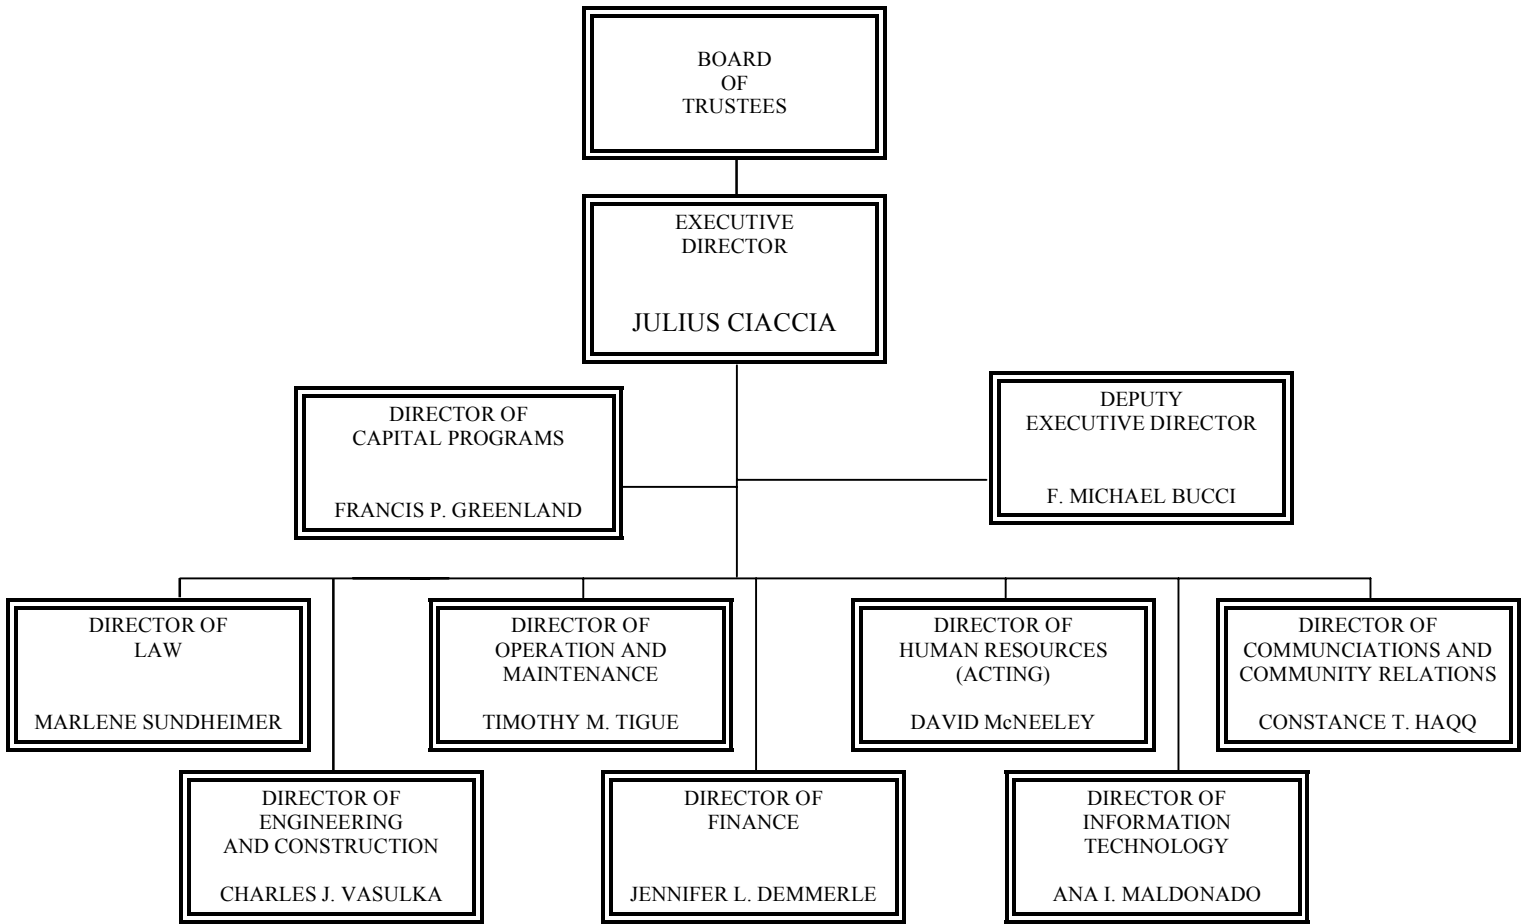 BOARD
OF
TRUSTEES
EXECUTIVE
DIRECTOR
JULIUS CIACCIA
DIRECTOR OF
CAPITAL PROGRAMS
FRANCIS P. GREENLAND
DEPUTY
EXECUTIVE DIRECTOR
F. MICHAEL BUCCI
DIRECTOR OF
LAW
MARLENE SUNDHEIMER
DIRECTOR OF
OPERATION AND
MAINTENANCE
TIMOTHY M. TIGUE
DIRECTOR OF
HUMAN RESOURCES
(ACTING)
DAVID McNEELEY
DIRECTOR OF
COMMUNCIATIONS AND
COMMUNITY RELATIONS
CONSTANCE T. HAQQ
DIRECTOR OF
ENGINEERING
AND CONSTRUCTION
CHARLES J. VASULKA
DIRECTOR OF
FINANCE
JENNIFER L. DEMMERLE
DIRECTOR OF
INFORMATION
TECHNOLOGY
ANA I. MALDONADO